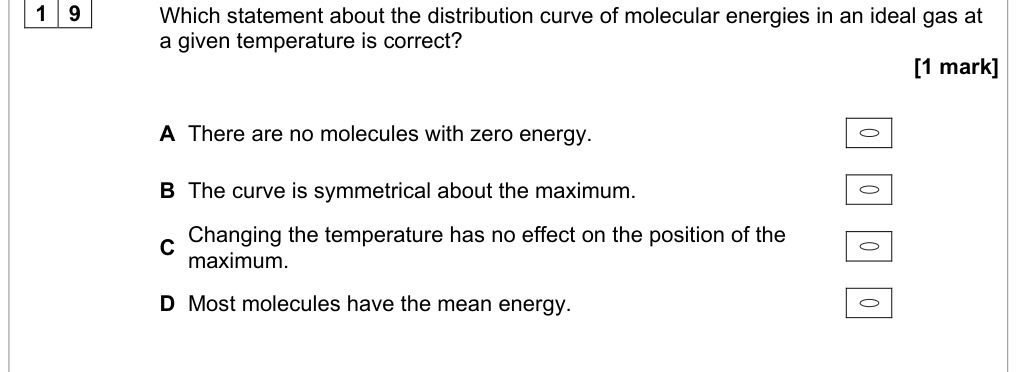 1 9
Which statement about the distribution curve of molecular energies in an ideal gas at
a given temperature is correct?
[1 mark]
A There are no molecules with zero energy.
B The curve is symmetrical about the maximum.
C Changing the temperature has no effect on the position of the
maximum.
D Most molecules have the mean energy.